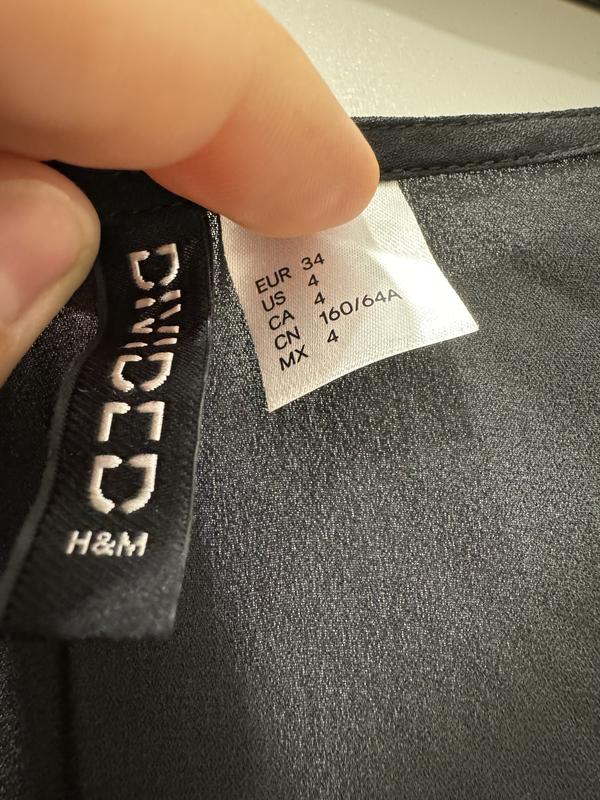 DIVIDED
H&M
EUR 34
US 4
CA 4
CN 160/64A
MX 4